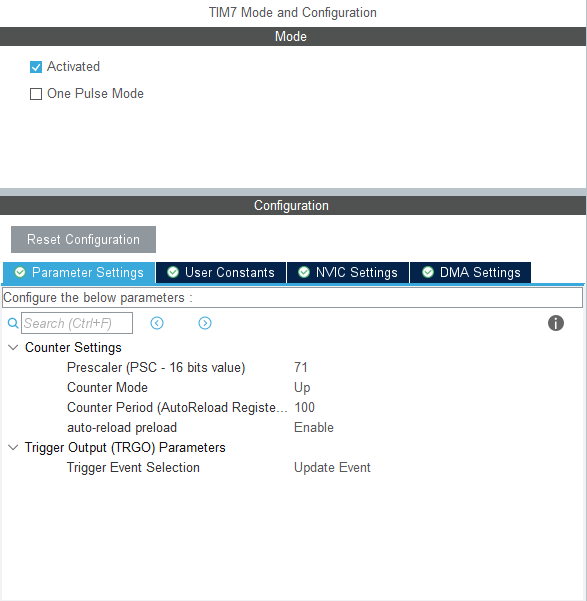 TIM7 Mode and Configuration
Mode
Activated
One Pulse Mode
Configuration
Reset Configuration
Parameter Settings User Constants NVIC Settings DMA Settings
Configure the below parameters :
Search (Ctrl+F)
Counter Settings
Prescaler (PSC - 16 bits value) 71
Counter Mode Up
Counter Period (AutoReload Registe... 100
auto-reload preload Enable
Trigger Output (TRGO) Parameters
Trigger Event Selection Update Event